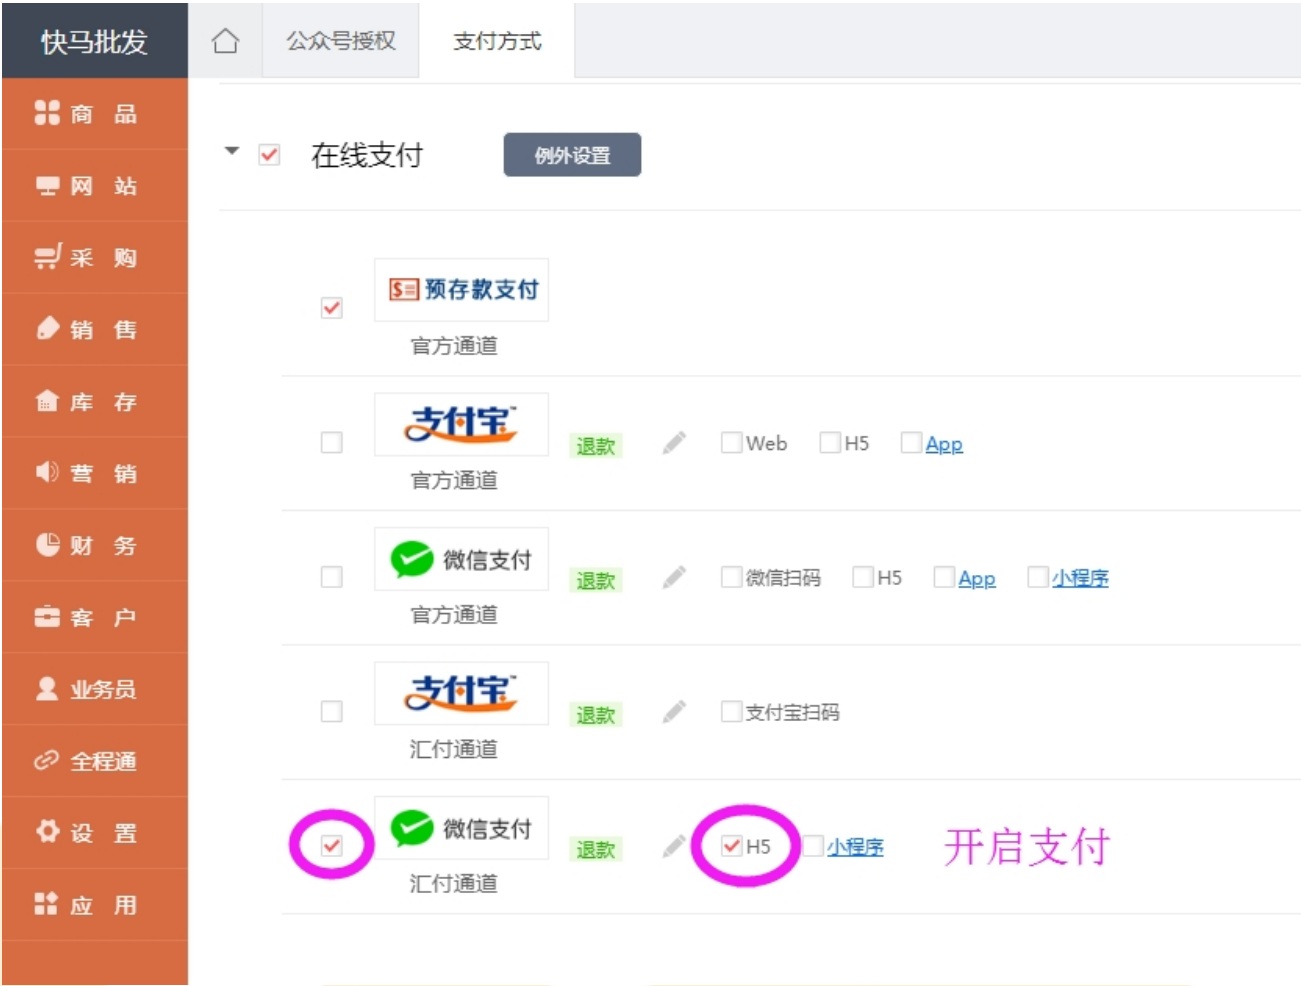 快马批发
公众号授权
支付方式
商 品
网 站
采 购
销 售
库 存
营 销
财 务
客 户
业务员
全程通
设 置
应 用
在线支付
例外设置
预存款支付
官方通道
支付宝
退款
Web
H5
App
官方通道
微信支付
退款
微信扫码
H5
App
小程序
官方通道
支付宝
退款
支付宝扫码
汇付通道
微信支付
退款
H5
小程序
开启支付
汇付通道